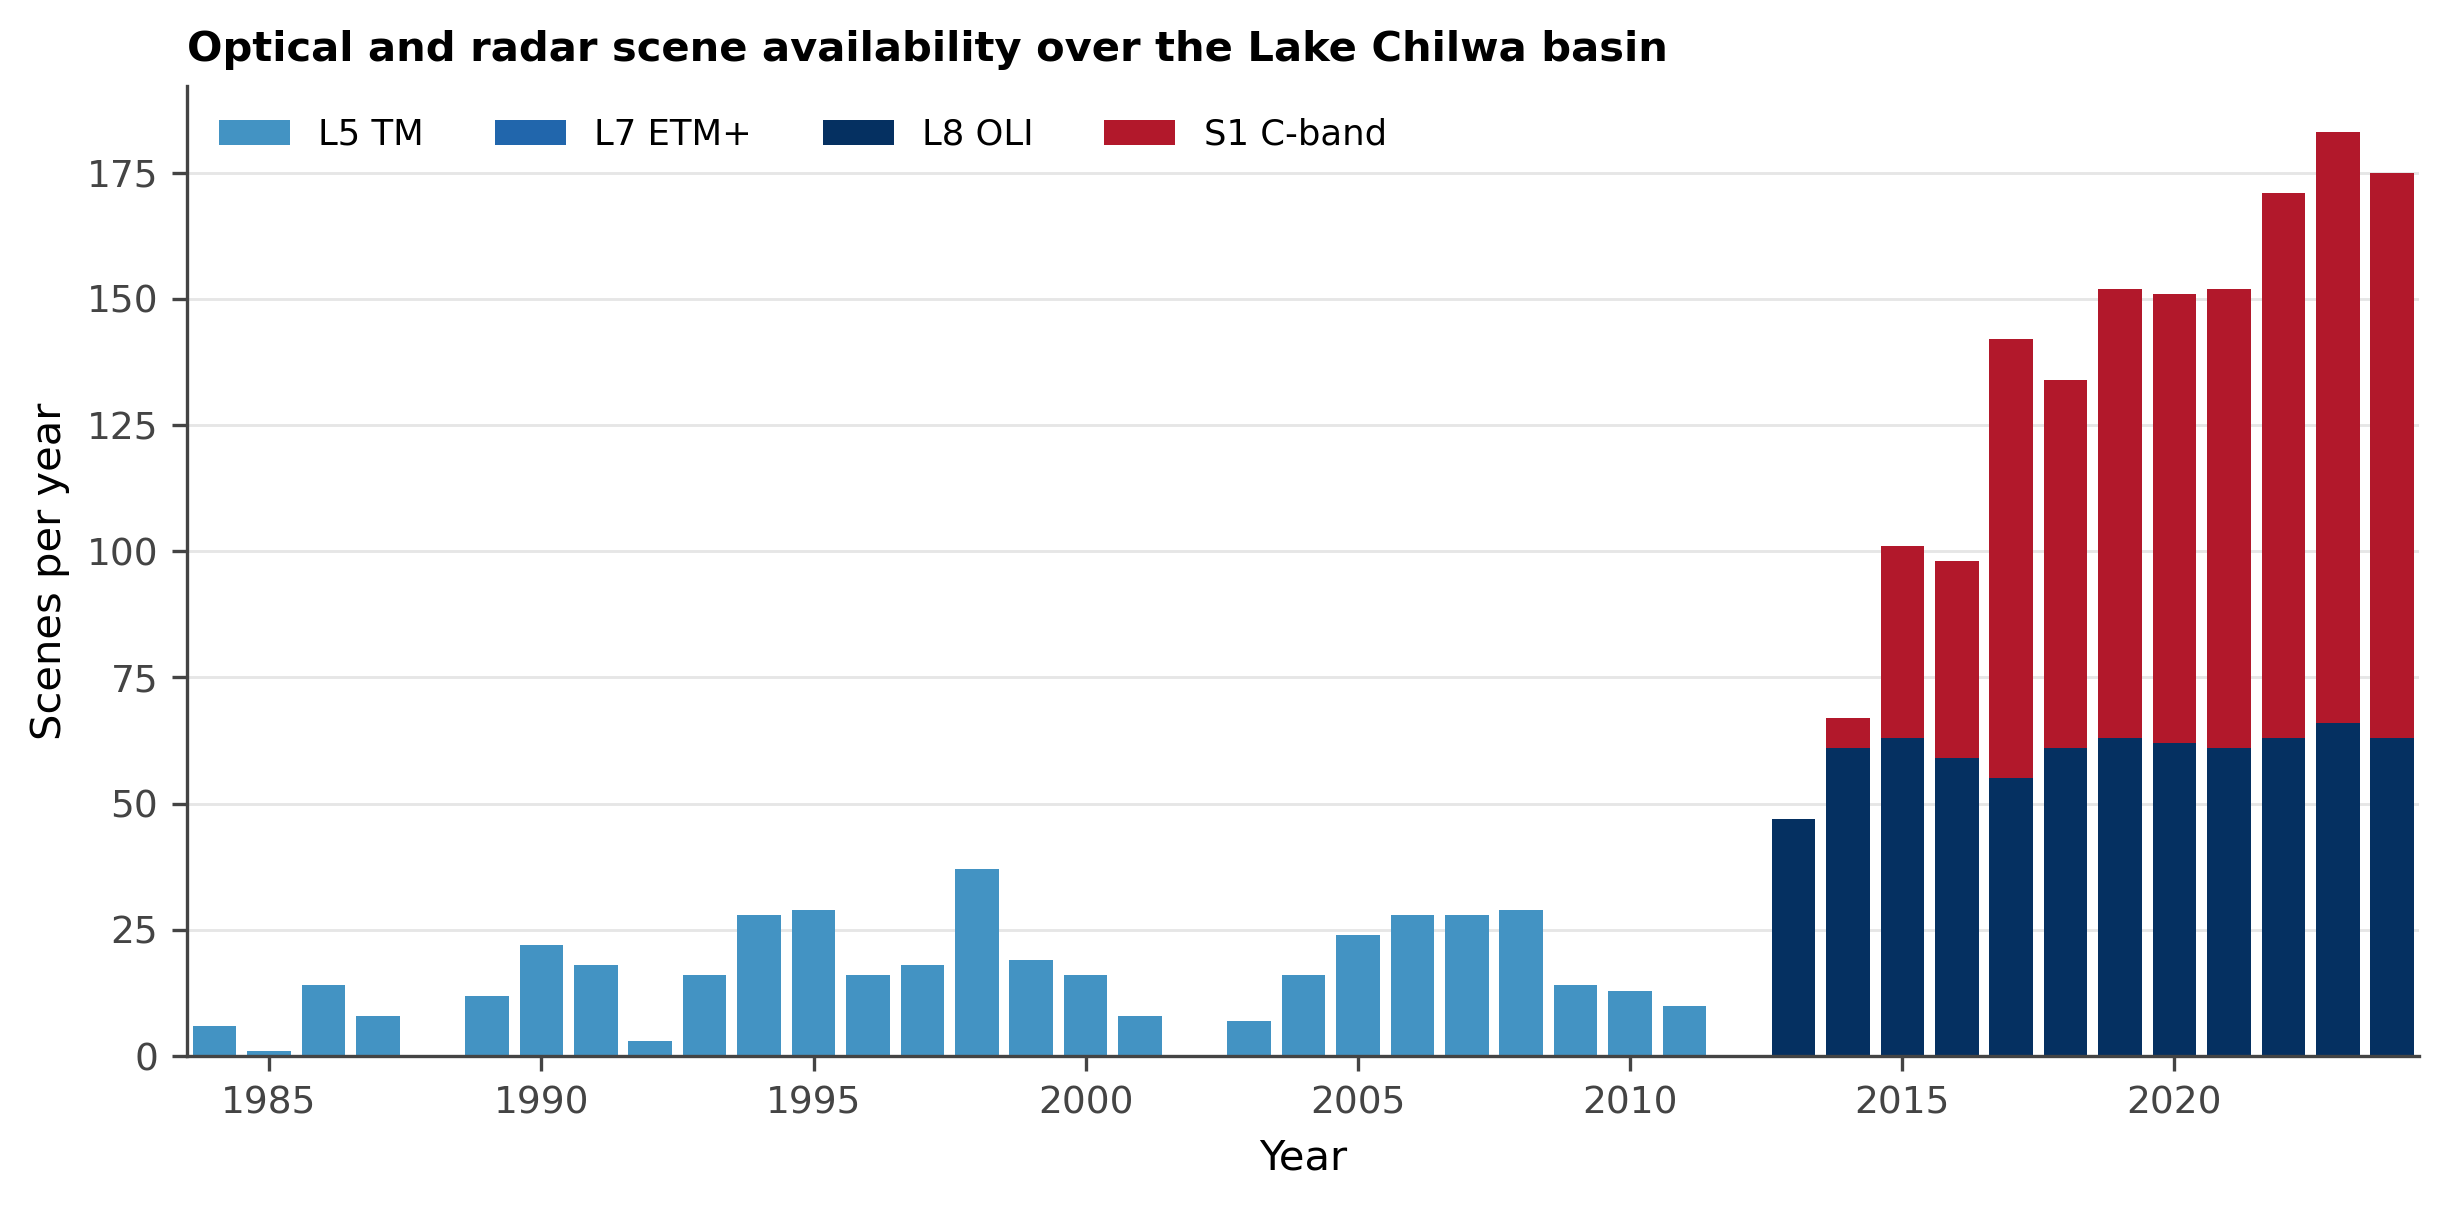 Optical and radar scene availability over the Lake Chilwa basin
L5 TM
L7 ETM+
L8 OLI
S1 C-band
Scenes per year
175
150
125
100
75
50
25
0
1985
1990
1995
2000
2005
2010
2015
2020
Year